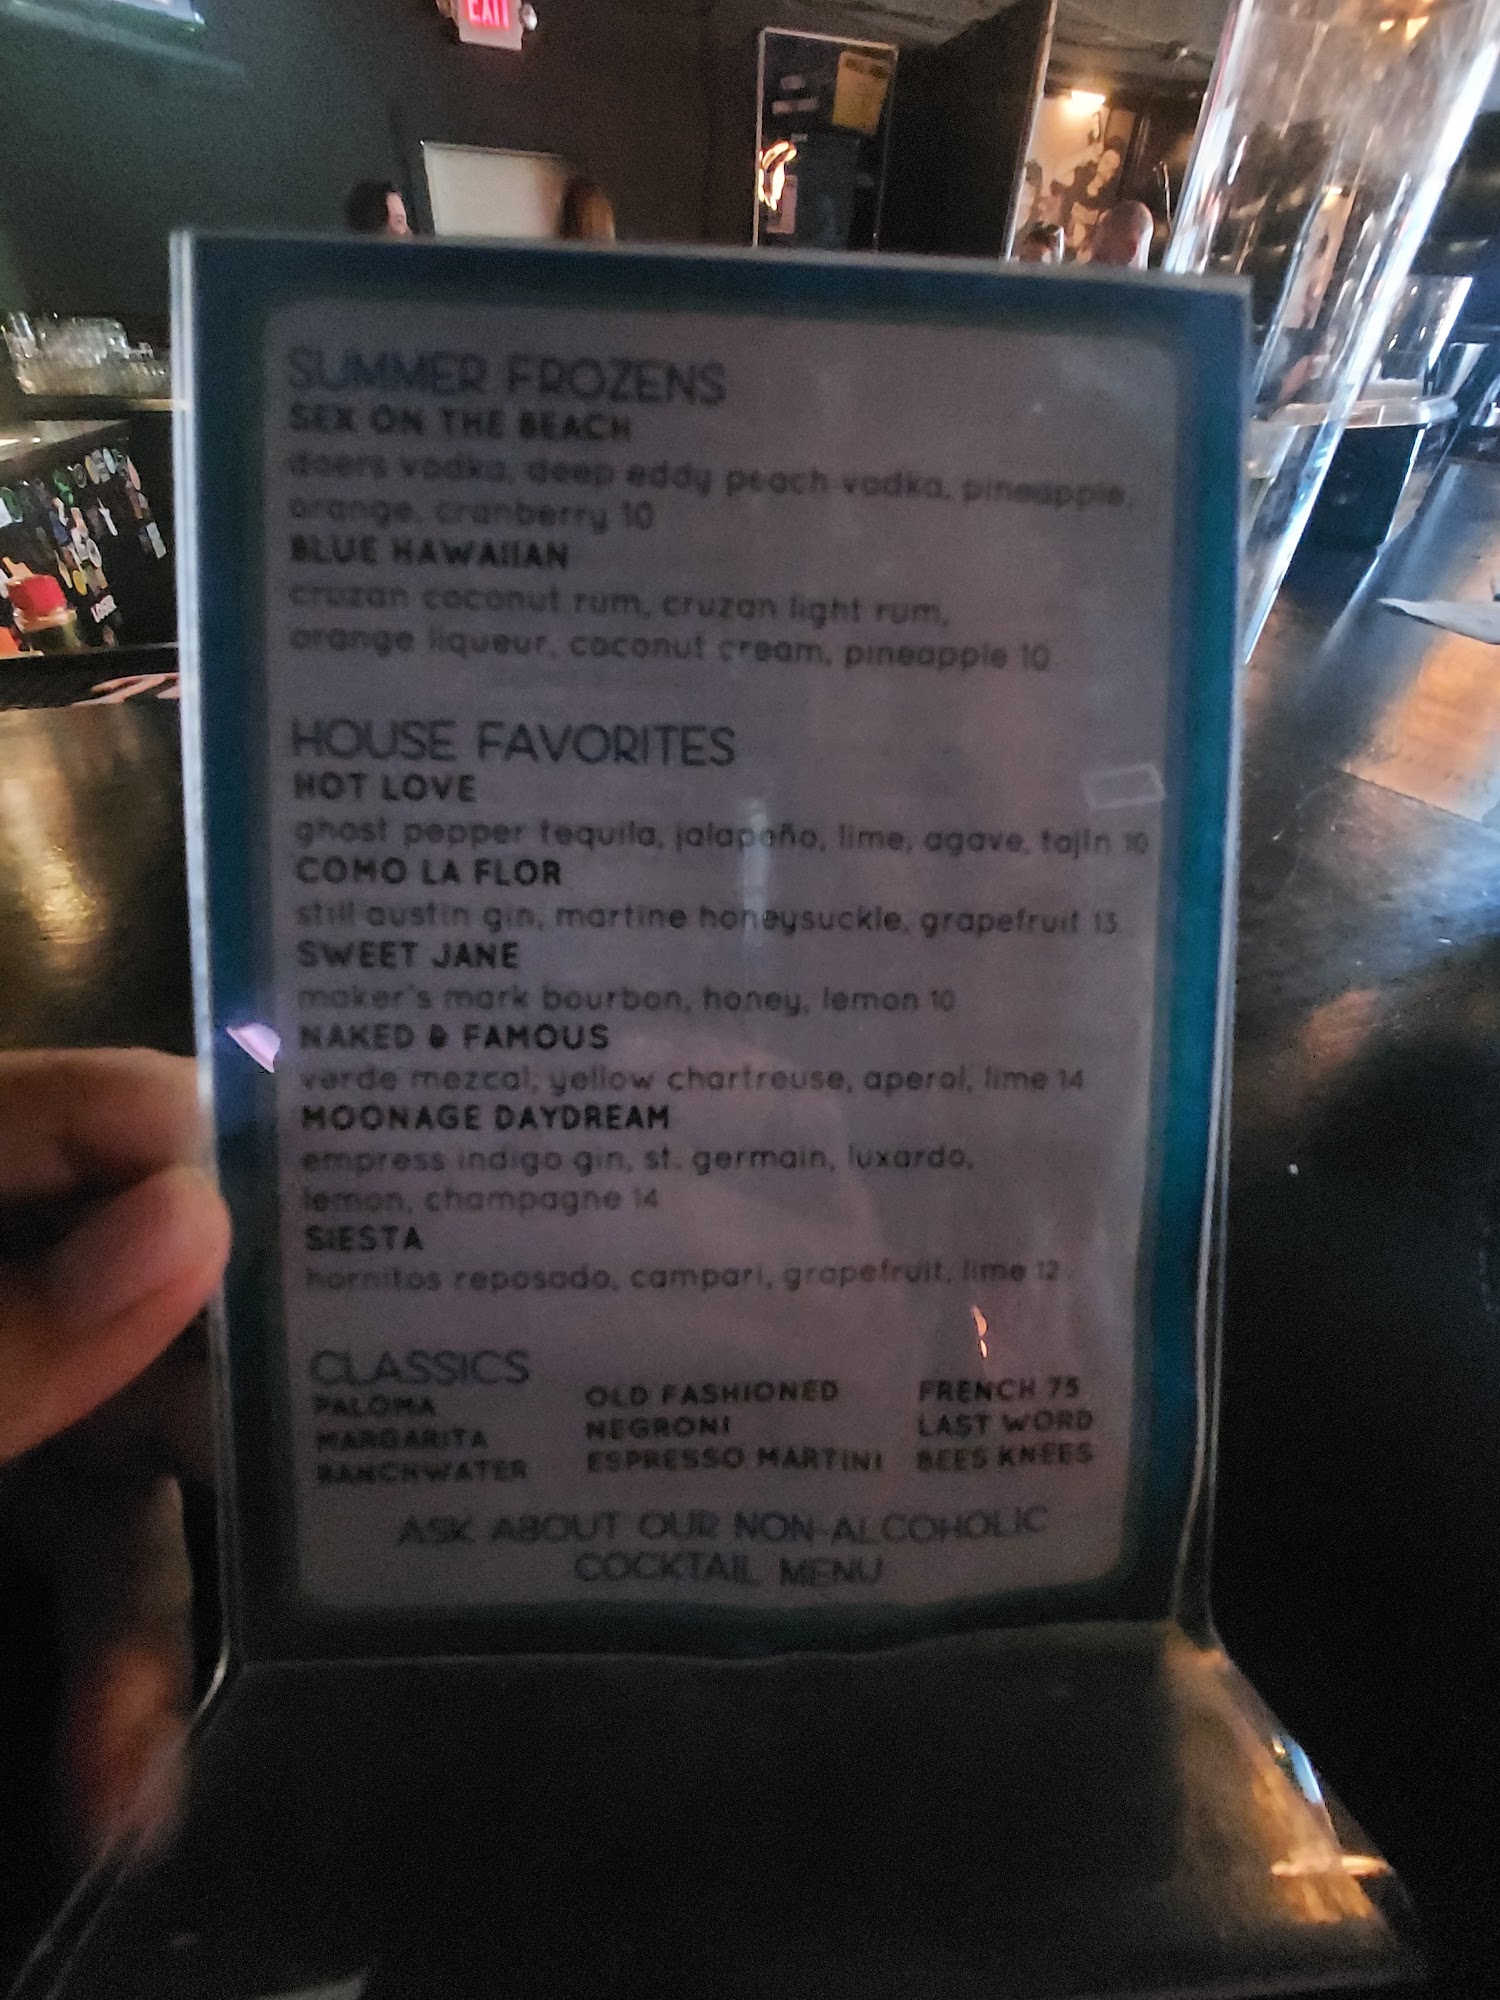 EXIT
SUMMER FROZENS
SEX ON THE BEACH
doers vodka, deep eddy peach vodka, pineapple,
orange, cranberry 10
BLUE HAWAIIAN
cruzan coconut rum, cruzan light rum,
orange liqueur, coconut cream, pineapple 10
HOUSE FAVORITES
HOT LOVE
ghost pepper tequila, jalapeño, lime, agave, tajin 10
COMO LA FLOR
still austin gin, martine honeysuckle, grapefruit 13
SWEET JANE
maker's mark bourbon, honey, lemon 10
NAKED & FAMOUS
verde mezcal, yellow chartreuse, aperol, lime 14
MOONAGE DAYDREAM
empress indigo gin, st. germain, luxardo,
lemon, champagne 14
SIESTA
hornitos reposado, campari, grapefruit, lime 12
CLASSICS
PALOMA
MARGARITA
RANCHWATER
OLD FASHIONED
NEGRONI
ESPRESSO MARTINI
FRENCH 75
LAST WORD
BEES KNEES
ASK ABOUT OUR NON-ALCOHOLIC
COCKTAIL MENU